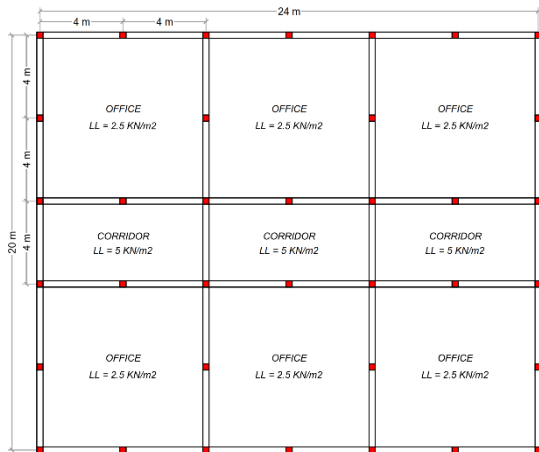 24 m
4 m
4 m
4 m
4 m
4 m
20 m
OFFICE
LL = 2.5 KN/m2
OFFICE
LL = 2.5 KN/m2
OFFICE
LL = 2.5 KN/m2
CORRIDOR
LL = 5 KN/m2
CORRIDOR
LL = 5 KN/m2
CORRIDOR
LL = 5 KN/m2
OFFICE
LL = 2.5 KN/m2
OFFICE
LL = 2.5 KN/m2
OFFICE
LL = 2.5 KN/m2